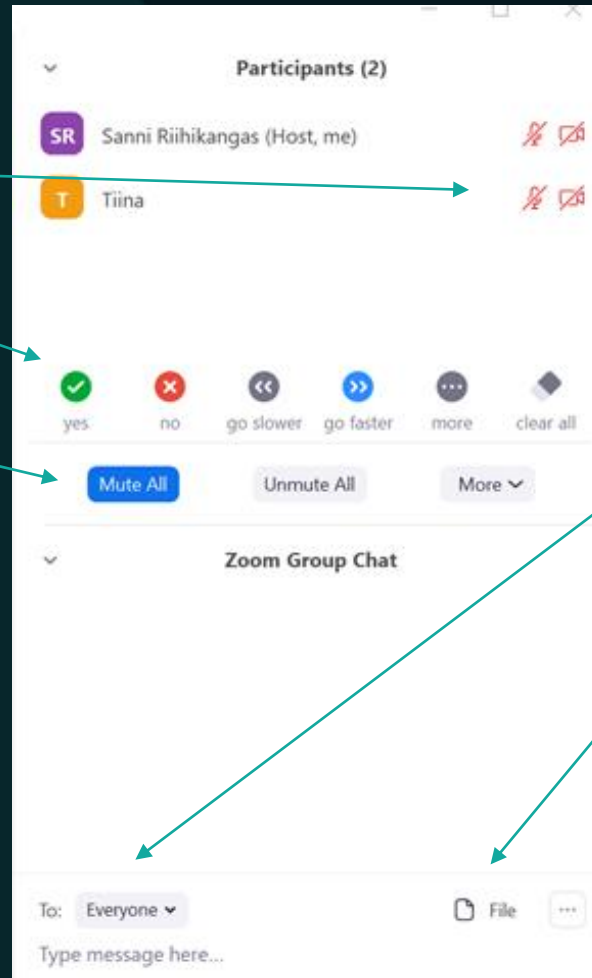 Participants (2)
SR Sanni Riihikangas (Host, me)
T Tiina
yes no go slower go faster more clear all
Mute All Unmute All More
Zoom Group Chat
To: Everyone File
Type message here...